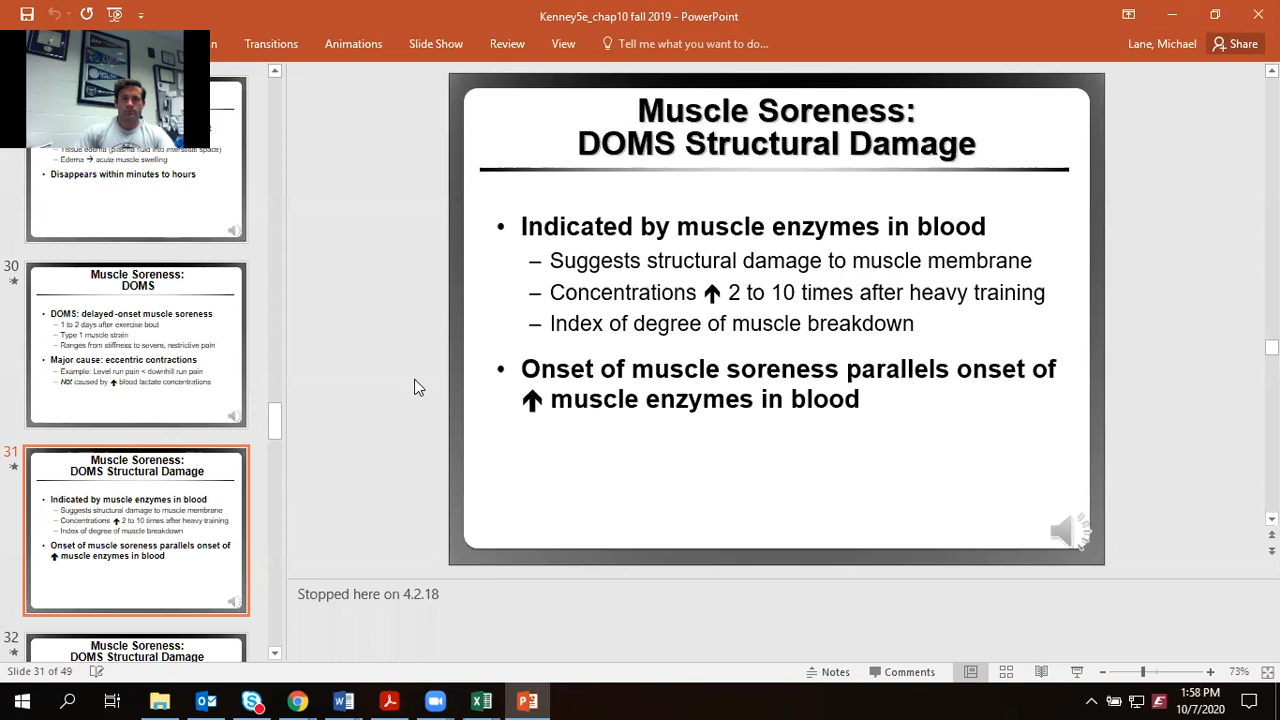 Kenney5e_chap10 fall 2019 - PowerPoint
Transitions
Animations
Slide Show
Review
View
Tell me what you want to do...
Lane, Michael
Share
Tissue edema (plasma fluid into interstitial space)
– Edema → acute muscle swelling
• Disappears within minutes to hours
30
Muscle Soreness:
DOMS
• DOMS: delayed-onset muscle soreness
– 1 to 2 days after exercise bout
– Type 1 muscle strain
– Ranges from stiffness to severe, restrictive pain
• Major cause: eccentric contractions
– Example: Level run pain < downhill run pain
– Not caused by ↑ blood lactate concentrations
31
Muscle Soreness:
DOMS Structural Damage
• Indicated by muscle enzymes in blood
– Suggests structural damage to muscle membrane
– Concentrations ↑ 2 to 10 times after heavy training
– Index of degree of muscle breakdown
• Onset of muscle soreness parallels onset of
↑ muscle enzymes in blood
32
Muscle Soreness:
DOMS Structural Damage
Muscle Soreness:
DOMS Structural Damage
• Indicated by muscle enzymes in blood
– Suggests structural damage to muscle membrane
– Concentrations ↑ 2 to 10 times after heavy training
– Index of degree of muscle breakdown
• Onset of muscle soreness parallels onset of
↑ muscle enzymes in blood
Stopped here on 4.2.18
Slide 31 of 49
Notes
Comments
73%
1:58 PM
10/7/2020